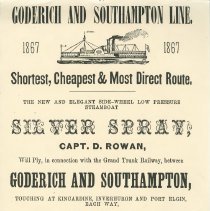 GODERICH AND SOUTHAMPTON LINE.
1867 1867
Shortest, Cheapest & Most Direct Route.
THE NEW AND ELEGANT SIDE-WHEEL LOW PRESSURE
STEAMBOAT
SILVER SPRAY,
CAPT. D. ROWAN,
Will Ply, in connection with the Grand Trunk Railway, between
GODERICH AND SOUTHAMPTON,
TOUCHING AT KINCARDINE, INVERHURON AND PORT ELGIN,
EACH WAY,